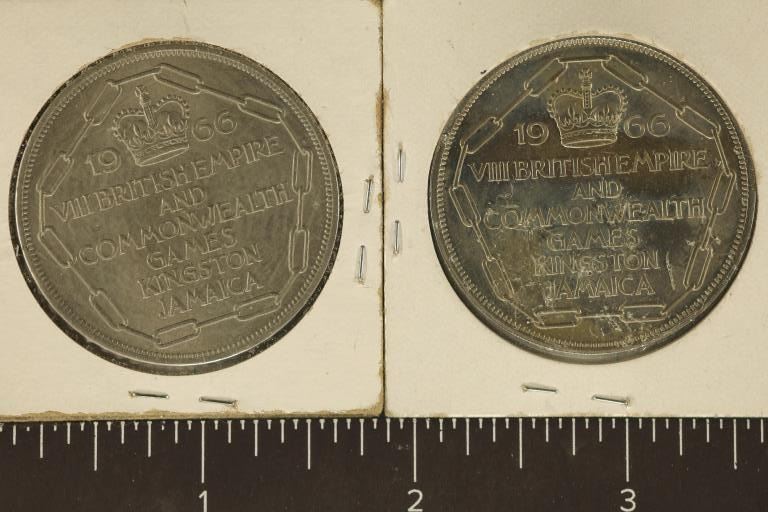 1966
VIII BRITISH EMPIRE
AND
COMMONWEALTH
GAMES
KINGSTON
JAMAICA
1966
VIII BRITISH EMPIRE
AND
COMMONWEALTH
GAMES
KINGSTON
JAMAICA
1 2 3